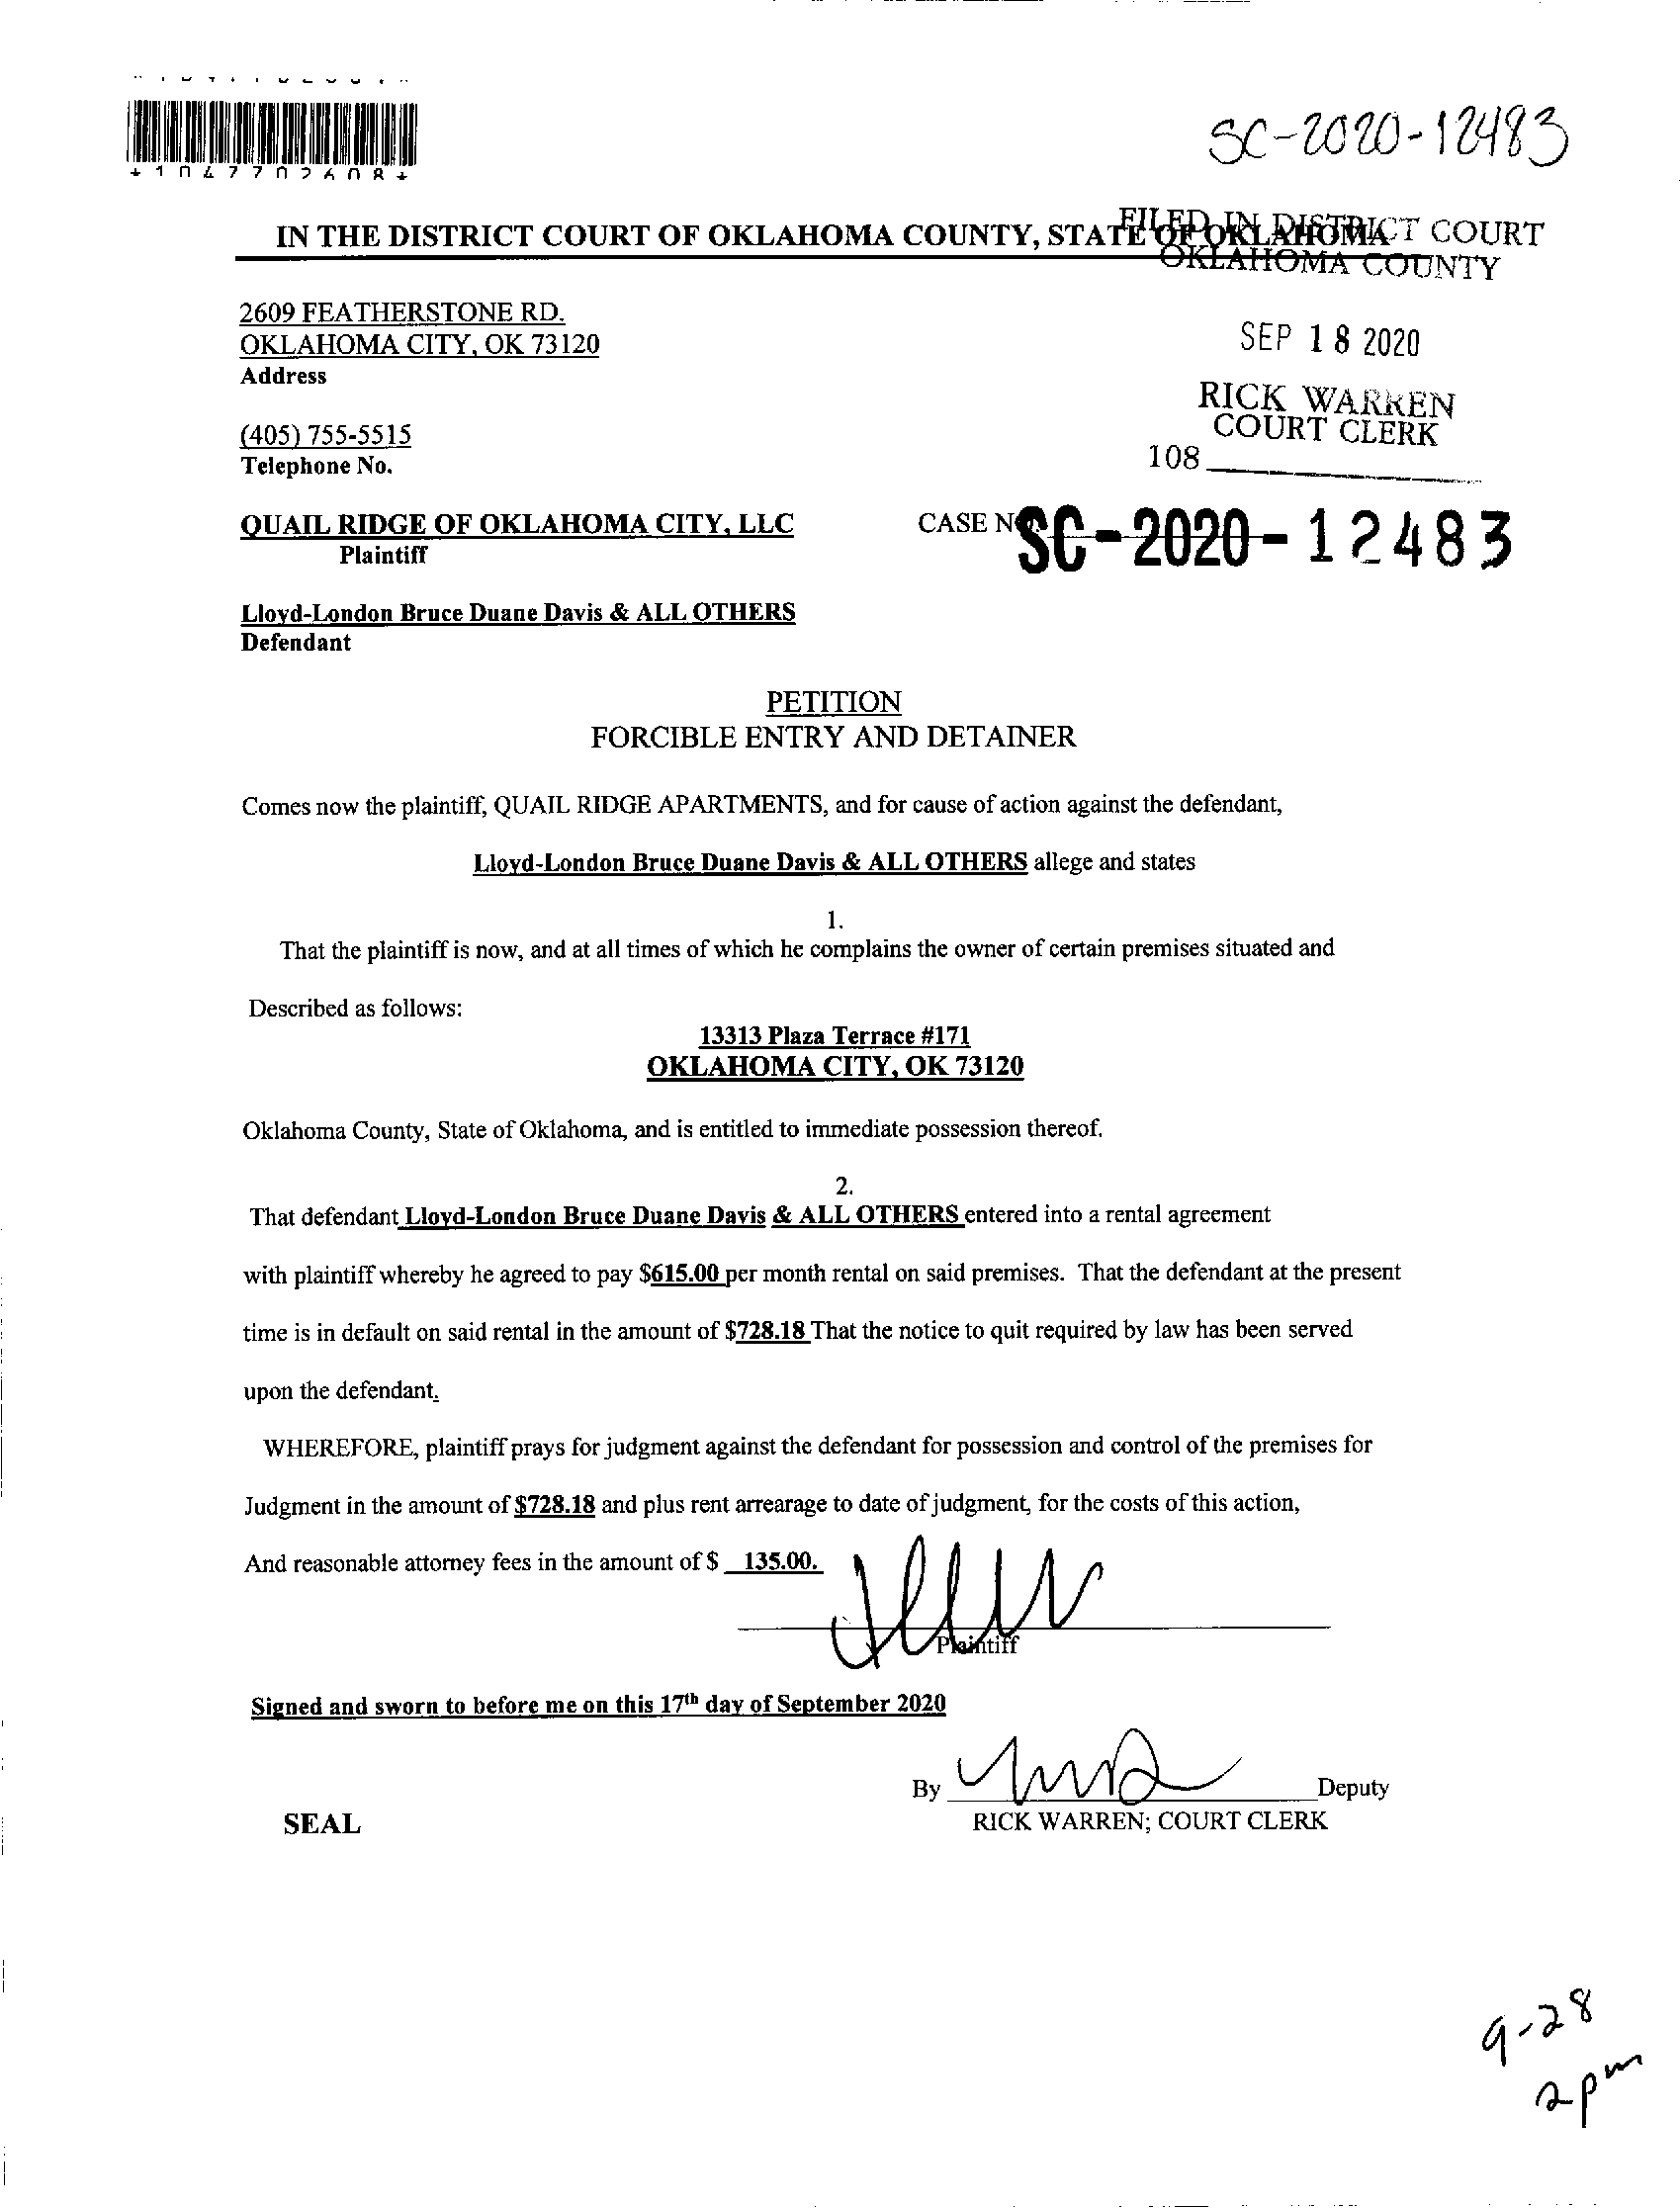 SC-2020-12483
IN THE DISTRICT COURT OF OKLAHOMA COUNTY, STATE OF OKLAHOMA
FILED IN DISTRICT COURT
OKLAHOMA COUNTY
2609 FEATHERSTONE RD.
OKLAHOMA CITY, OK 73120
Address
SEP 18 2020
RICK WARREN
COURT CLERK
108
(405) 755-5515
Telephone No.
QUAIL RIDGE OF OKLAHOMA CITY, LLC
Plaintiff
CASE NO. SC-2020-12483
Lloyd-London Bruce Duane Davis & ALL OTHERS
Defendant
PETITION
FORCIBLE ENTRY AND DETAINER
Comes now the plaintiff, QUAIL RIDGE APARTMENTS, and for cause of action against the defendant,
Lloyd-London Bruce Duane Davis & ALL OTHERS allege and states
1.
That the plaintiff is now, and at all times of which he complains the owner of certain premises situated and
Described as follows:
13313 Plaza Terrace #171
OKLAHOMA CITY, OK 73120
Oklahoma County, State of Oklahoma, and is entitled to immediate possession thereof.
2.
That defendant Lloyd-London Bruce Duane Davis & ALL OTHERS entered into a rental agreement
with plaintiff whereby he agreed to pay $615.00 per month rental on said premises. That the defendant at the present
time is in default on said rental in the amount of $728.18 That the notice to quit required by law has been served
upon the defendant.
WHEREFORE, plaintiff prays for judgment against the defendant for possession and control of the premises for
Judgment in the amount of $728.18 and plus rent arrearage to date of judgment, for the costs of this action,
And reasonable attorney fees in the amount of $ 135.00.
Plaintiff
Signed and sworn to before me on this 17th day of September 2020
By Deputy
RICK WARREN; COURT CLERK
SEAL
9-28
2pm